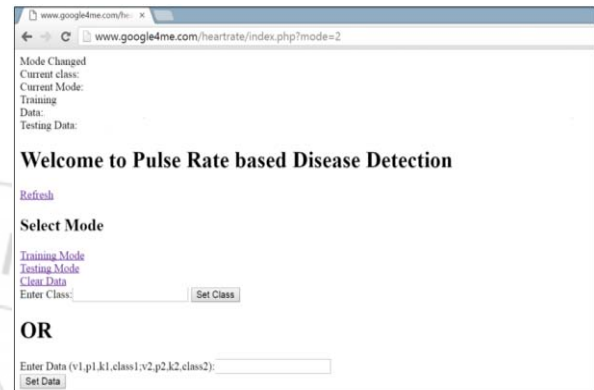 www.google4me.com/he
www.google4me.com/heartrate/index.php?mode=2
Mode Changed
Current class:
Current Mode:
Training
Data:
Testing Data:
Welcome to Pulse Rate based Disease Detection
Refresh
Select Mode
Training Mode
Testing Mode
Clear Data
Enter Class: Set Class
OR
Enter Data (v1,p1,k1,class1;v2,p2,k2,class2):
Set Data